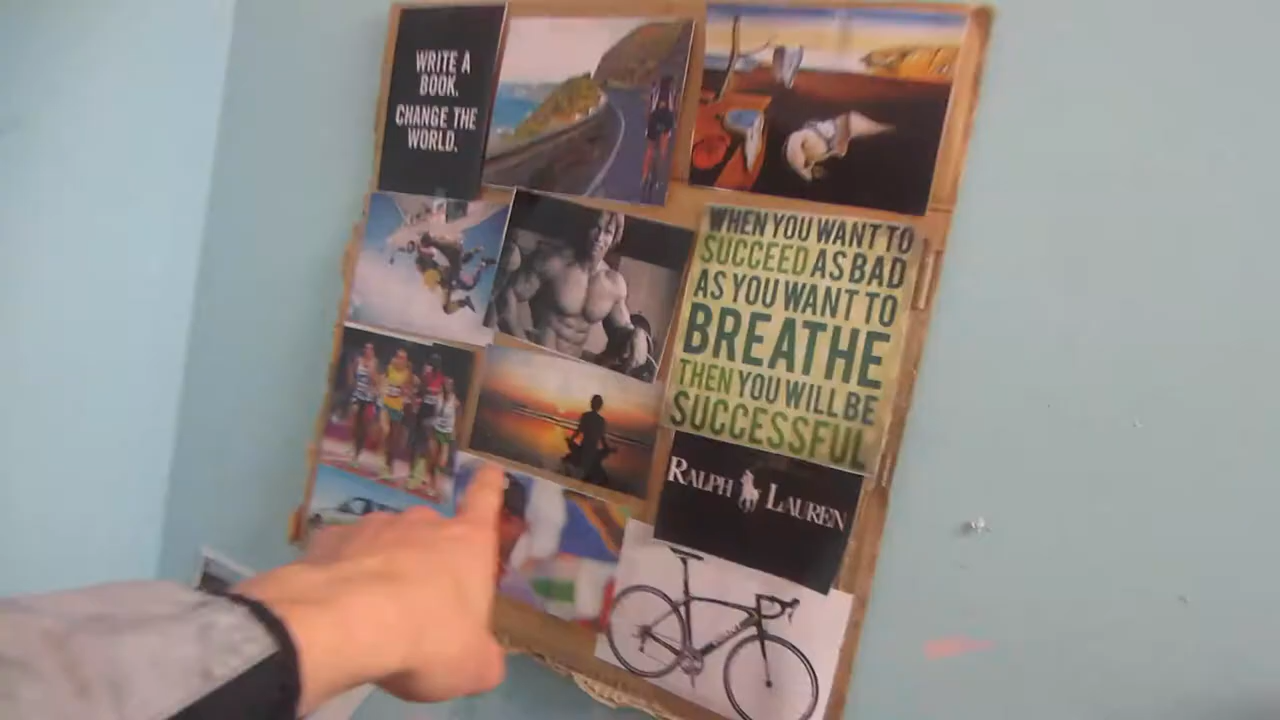 WRITE A
BOOK.
CHANGE THE
WORLD.
WHEN YOU WANT TO
SUCCEED AS BAD
AS YOU WANT TO
BREATHE
THEN YOU WILL BE
SUCCESSFUL
RALPH LAUREN